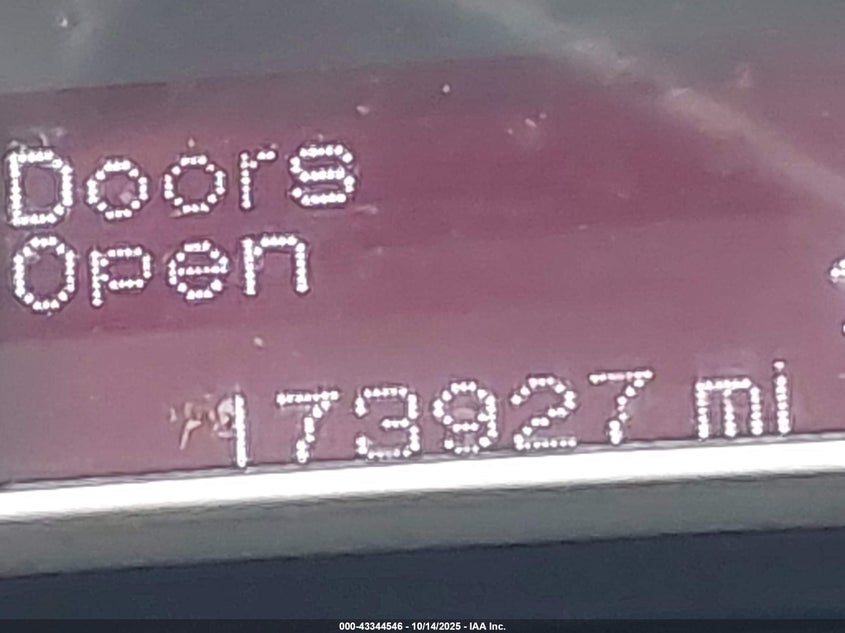 Doors
Open
173927 mi
000-43344546 - 10/14/2025 - IAA Inc.